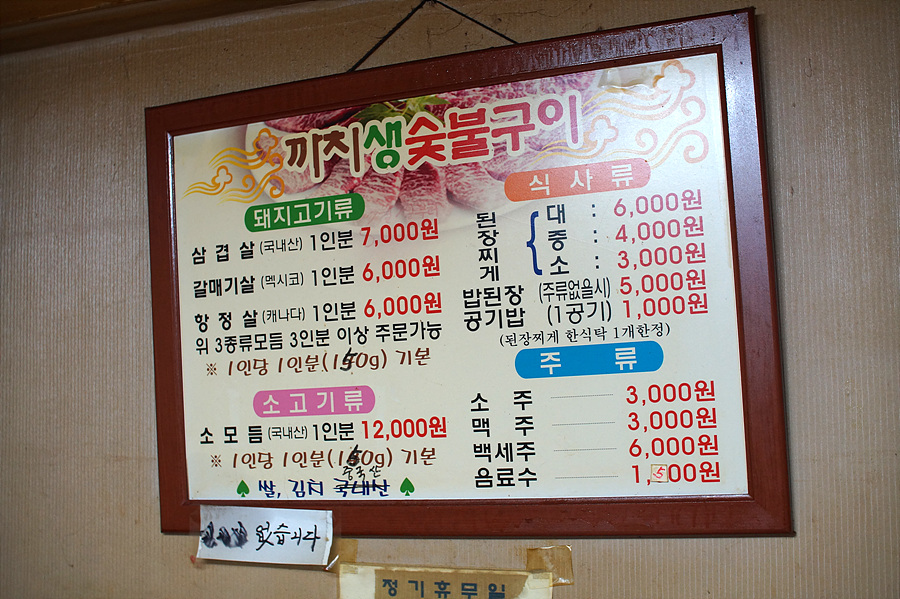 까치생숯불구이
돼지고기류
삼겹살 (국내산) 1인분 7,000원
갈매기살 (멕시코) 1인분 6,000원
항정살 (캐나다) 1인분 6,000원
위 3종류모듬 3인분 이상 주문가능
※ 1인당 1인분(150g) 기본
소고기류
소모듬 (국내산) 1인분 12,000원
※ 1인당 1인분(150g) 기본
중국산
♠ 쌀, 김치 국내산 ♠
식사류
된장찌게 { 대 : 6,000원
중 : 4,000원
소 : 3,000원
밥된장 (주류없을시) 5,000원
공기밥 (1공기) 1,000원
(된장찌게 한식탁 1개한정)
주류
소주 3,000원
맥주 3,000원
백세주 6,000원
음료수 1,500원
없습니다
정기휴무일